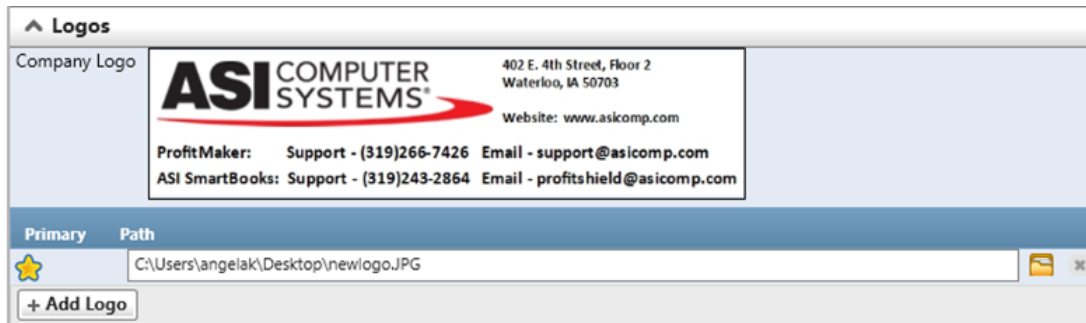 Logos
Company Logo
ASI COMPUTER SYSTEMS®
402 E. 4th Street, Floor 2
Waterloo, IA 50703
Website: www.asicomp.com
ProfitMaker: Support - (319)266-7426 Email - support@asicomp.com
ASI SmartBooks: Support - (319)243-2864 Email - profitshield@asicomp.com
Primary Path
C:\Users\angelak\Desktop\newlogo.JPG
+ Add Logo